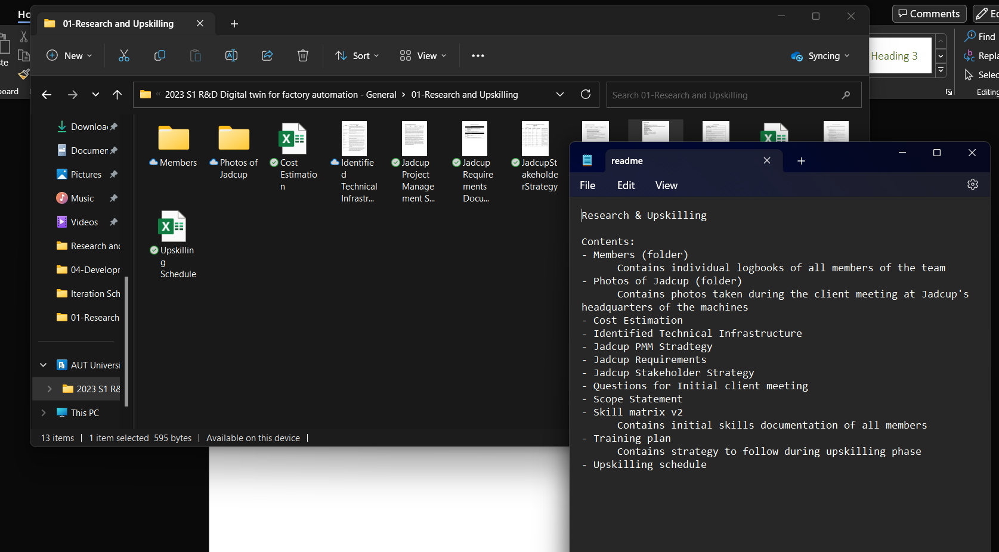 Ho
01-Research and Upskilling
Comments
Ed
New
Sort
View
Syncing
Heading 3
Find
Repla
Selec
Editing
te
board
2023 S1 R&D Digital twin for factory automation - General > 01-Research and Upskilling
Search 01-Research and Upskilling
Downloa
Documen
Pictures
Music
Videos
Research and
04-Developm
Iteration Sch
01-Research
AUT Universi
2023 S1 R&
This PC
Members
Photos of
Jadcup
Cost
Estimatio
n
Identifie
d
Technical
Infrastr...
Jadcup
Project
Manage
ment S...
Jadcup
Require
ments
Docu...
JadcupSt
akeholde
rStrategy
Upskillin
g
Schedule
13 items
1 item selected 595 bytes
Available on this device
readme
File
Edit
View
Research & Upskilling
Contents:
- Members (folder)
Contains individual logbooks of all members of the team
- Photos of Jadcup (folder)
Contains photos taken during the client meeting at Jadcup's
headquarters of the machines
- Cost Estimation
- Identified Technical Infrastructure
- Jadcup PMM Stradtegy
- Jadcup Requirements
- Jadcup Stakeholder Strategy
- Questions for Initial client meeting
- Scope Statement
- Skill matrix v2
Contains initial skills documentation of all members
- Training plan
Contains strategy to follow during upskilling phase
- Upskilling schedule